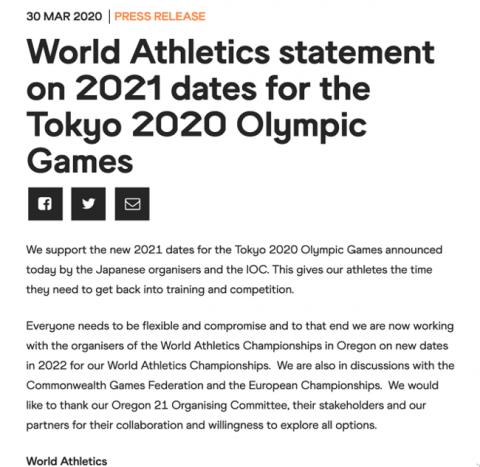 30 MAR 2020 | PRESS RELEASE
World Athletics statement
on 2021 dates for the
Tokyo 2020 Olympic
Games
We support the new 2021 dates for the Tokyo 2020 Olympic Games announced
today by the Japanese organisers and the IOC. This gives our athletes the time
they need to get back into training and competition.
Everyone needs to be flexible and compromise and to that end we are now working
with the organisers of the World Athletics Championships in Oregon on new dates
in 2022 for our World Athletics Championships.  We are also in discussions with the
Commonwealth Games Federation and the European Championships.  We would
like to thank our Oregon 21 Organising Committee, their stakeholders and our
partners for their collaboration and willingness to explore all options.
World Athletics